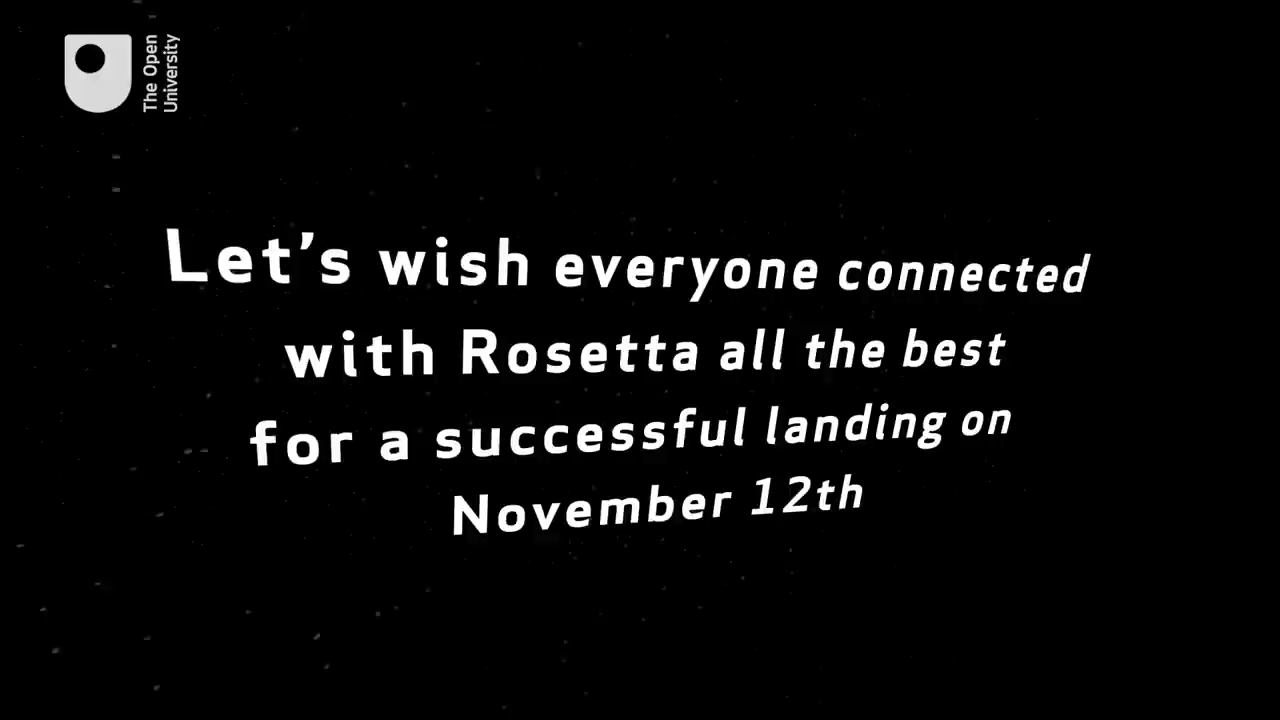 The Open
University
Let’s wish everyone connected
with Rosetta all the best
for a successful landing on
November 12th